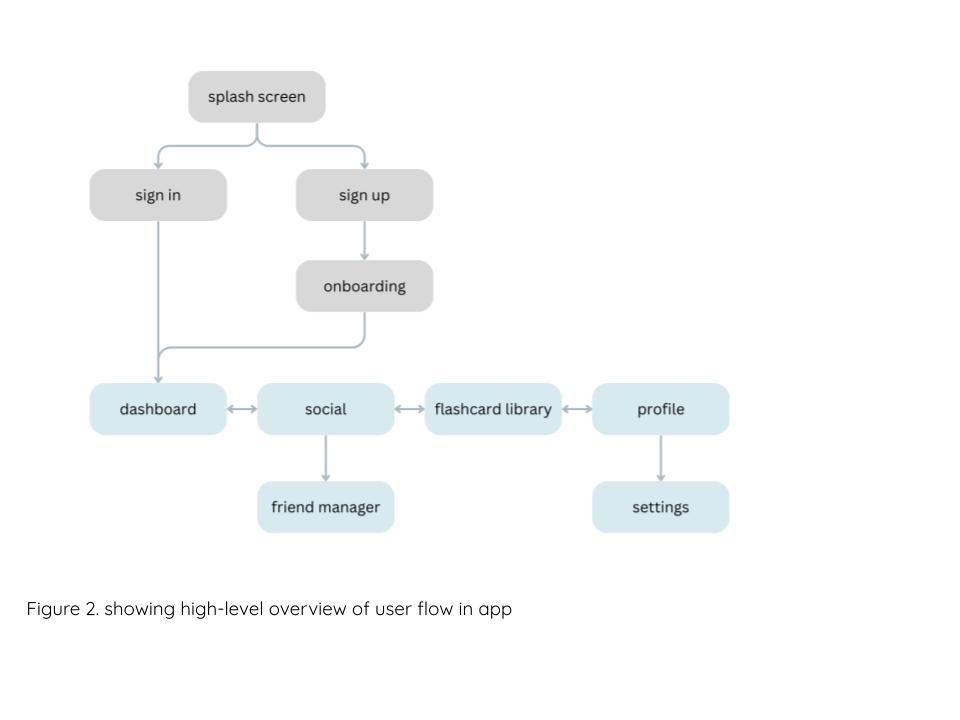 splash screen
sign in
sign up
onboarding
dashboard
social
flashcard library
profile
friend manager
settings
Figure 2. showing high-level overview of user flow in app